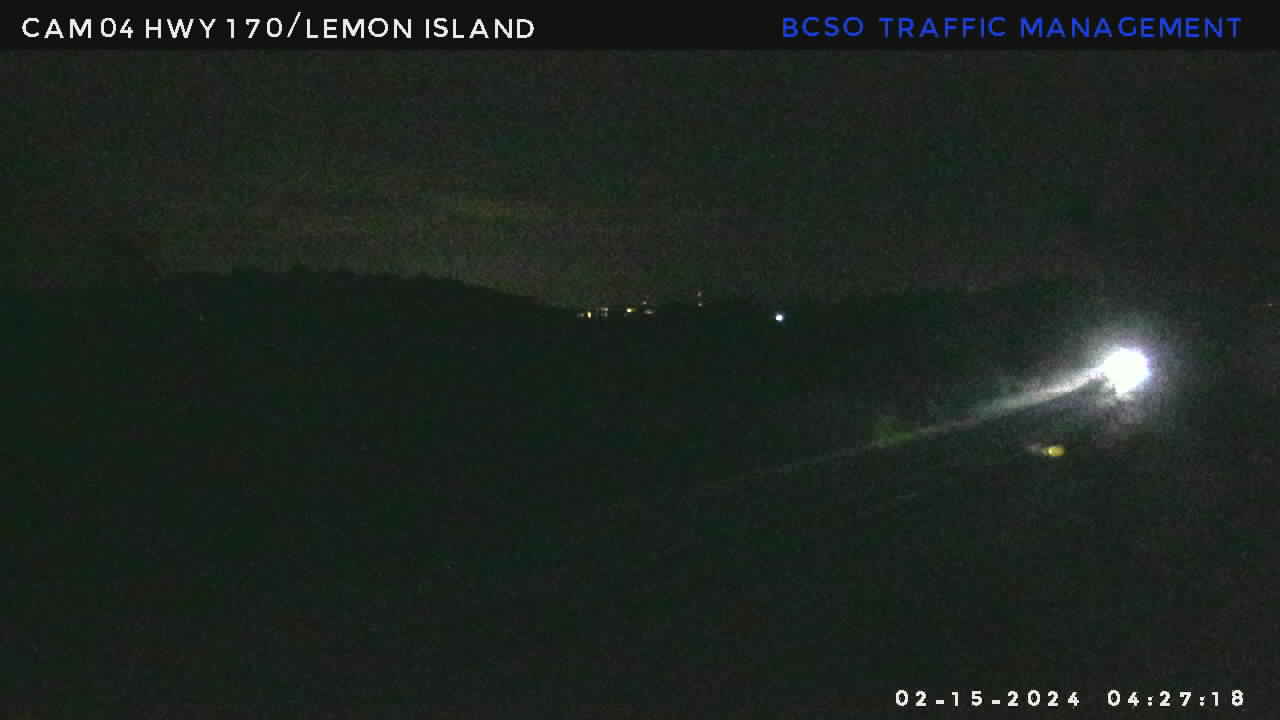 CAM04 HWY 170/LEMON ISLAND
BCSO TRAFFIC MANAGEMENT
02-15-2024 04:27:18